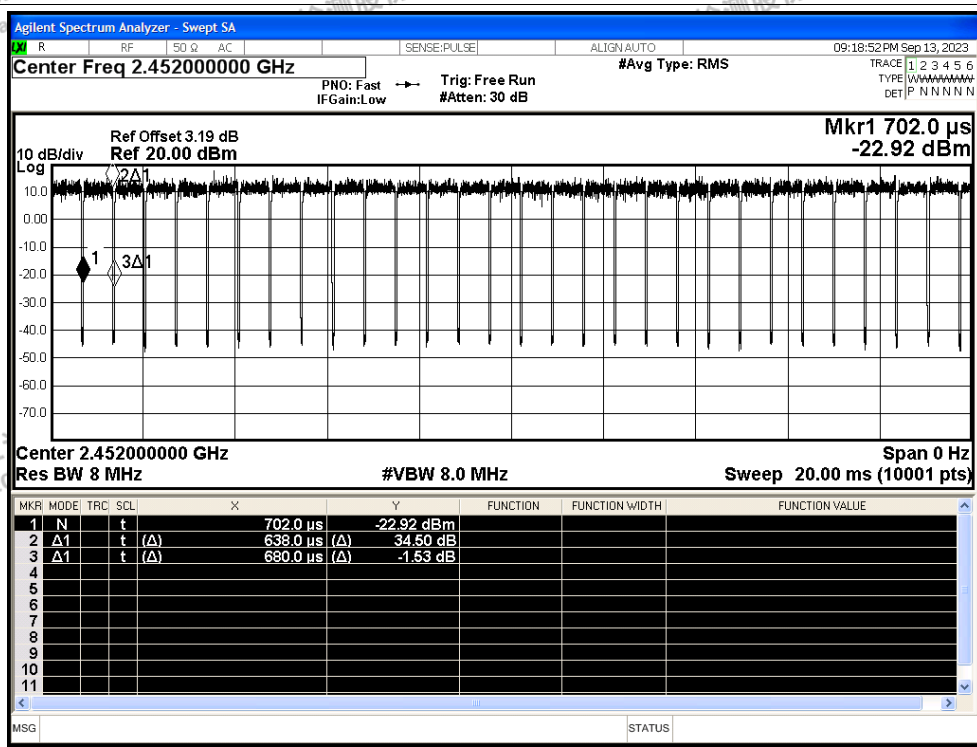 Agilent Spectrum Analyzer - Swept SA
LXI R RF 50 Ω AC SENSE:PULSE ALIGN AUTO 09:18:52 PM Sep 13, 2023
Center Freq 2.452000000 GHz
PNO: Fast
IFGain:Low
Trig: Free Run
#Atten: 30 dB
#Avg Type: RMS
TRACE 1 2 3 4 5 6
TYPE WWWWWW
DET P N N N N N
Mkr1 702.0 µs
-22.92 dBm
Ref Offset 3.19 dB
10 dB/div Ref 20.00 dBm
Log
2Δ1
10.0
0.00
-10.0
1
3Δ1
-20.0
-30.0
-40.0
-50.0
-60.0
-70.0
Center 2.452000000 GHz Span 0 Hz
Res BW 8 MHz #VBW 8.0 MHz Sweep 20.00 ms (10001 pts)
MKR MODE TRC SCL X Y FUNCTION FUNCTION WIDTH FUNCTION VALUE
1 N t 702.0 µs -22.92 dBm
2 Δ1 t (Δ) 638.0 µs (Δ) 34.50 dB
3 Δ1 t (Δ) 680.0 µs (Δ) -1.53 dB
4
5
6
7
8
9
10
11
MSG STATUS